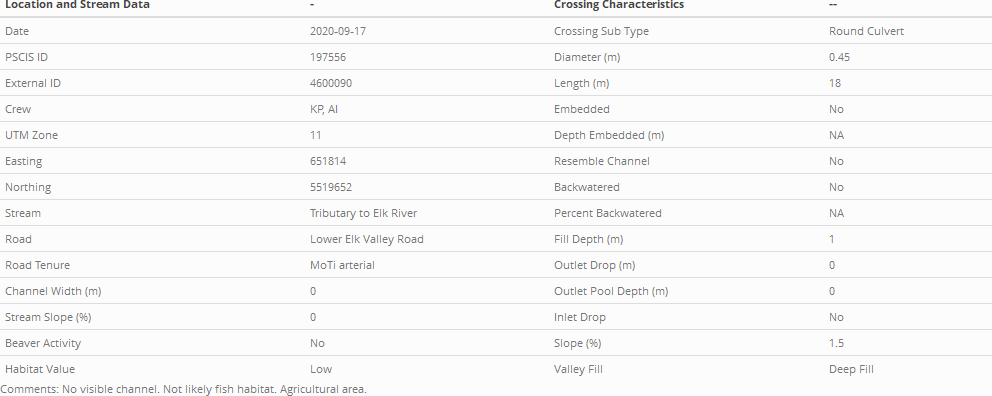 Location and Stream Data - Crossing Characteristics --
Date 2020-09-17 Crossing Sub Type Round Culvert
PSCIS ID 197556 Diameter (m) 0.45
External ID 4600090 Length (m) 18
Crew KP, AI Embedded No
UTM Zone 11 Depth Embedded (m) NA
Easting 651814 Resemble Channel No
Northing 5519652 Backwatered No
Stream Tributary to Elk River Percent Backwatered NA
Road Lower Elk Valley Road Fill Depth (m) 1
Road Tenure MoTi arterial Outlet Drop (m) 0
Channel Width (m) 0 Outlet Pool Depth (m) 0
Stream Slope (%) 0 Inlet Drop No
Beaver Activity No Slope (%) 1.5
Habitat Value Low Valley Fill Deep Fill
Comments: No visible channel. Not likely fish habitat. Agricultural area.